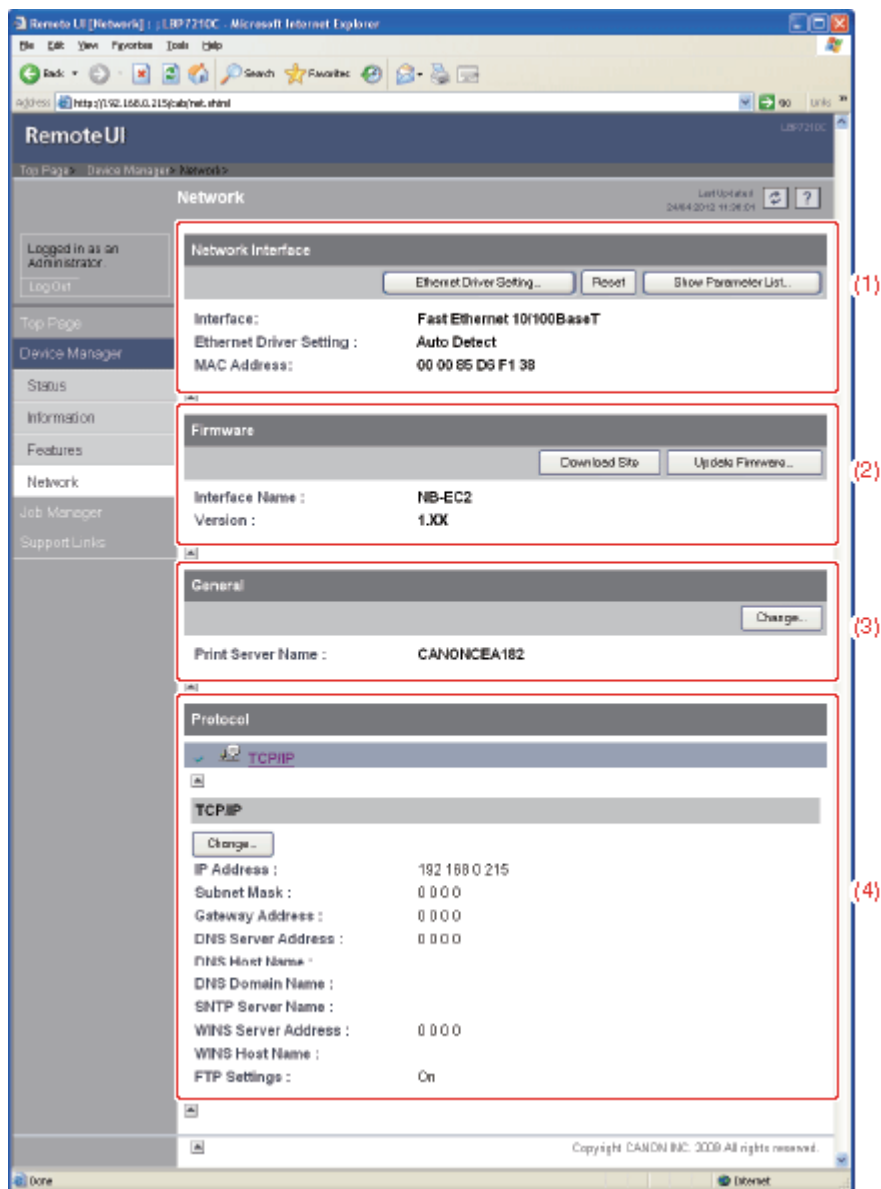 Remote UI [Network] : ; LBP7210C - Microsoft Internet Explorer
File Edit View Favorites Tools Help
Back Search Favorites
Address http://192.168.0.215/cab/net.shtml Go Links
LBP7210C
RemoteUI
Top Page> Device Manager> Network>
Network
Last Updated
24/04 2012 11:36:01
Logged in as an
Administrator.
Log Out
Top Page
Device Manager
Status
Information
Features
Network
Job Manager
Support Links
Network Interface
Ethernet Driver Setting... Reset Show Parameter List...
(1)
Interface: Fast Ethernet 10/100BaseT
Ethernet Driver Setting : Auto Detect
MAC Address: 00 00 85 D6 F1 38
Firmware
Download Site Update Firmware...
(2)
Interface Name : NB-EC2
Version : 1.XX
General
Change...
(3)
Print Server Name : CANONCEA182
Protocol
TCP/IP
TCP/IP
Change...
IP Address : 192 168 0 215
Subnet Mask : 0 0 0 0
(4)
Gateway Address : 0 0 0 0
DNS Server Address : 0 0 0 0
DNS Host Name :
DNS Domain Name :
SNTP Server Name :
WINS Server Address : 0 0 0 0
WINS Host Name :
FTP Settings : On
Copyright CANON INC. 2009 All rights reserved.
Done Internet